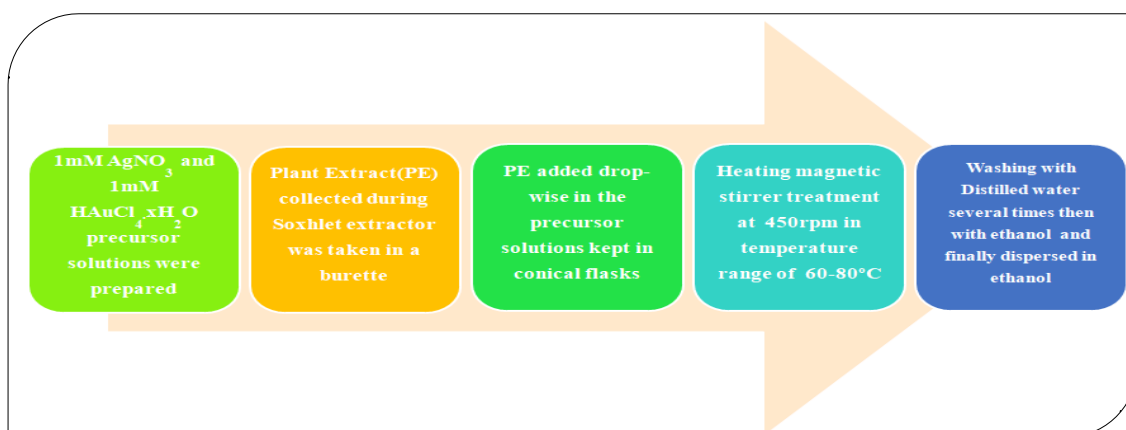 1mM AgNO3 and
1mM
HAuCl4.xH2O
precursor
solutions were
prepared
Plant Extract(PE)
collected during
Soxhlet extractor
was taken in a
burette
PE added drop-
wise in the
precursor
solutions kept in
conical flasks
Heating magnetic
stirrer treatment
at 450rpm in
temperature
range of 60-80°C
Washing with
Distilled water
several times then
with ethanol and
finally dispersed in
ethanol